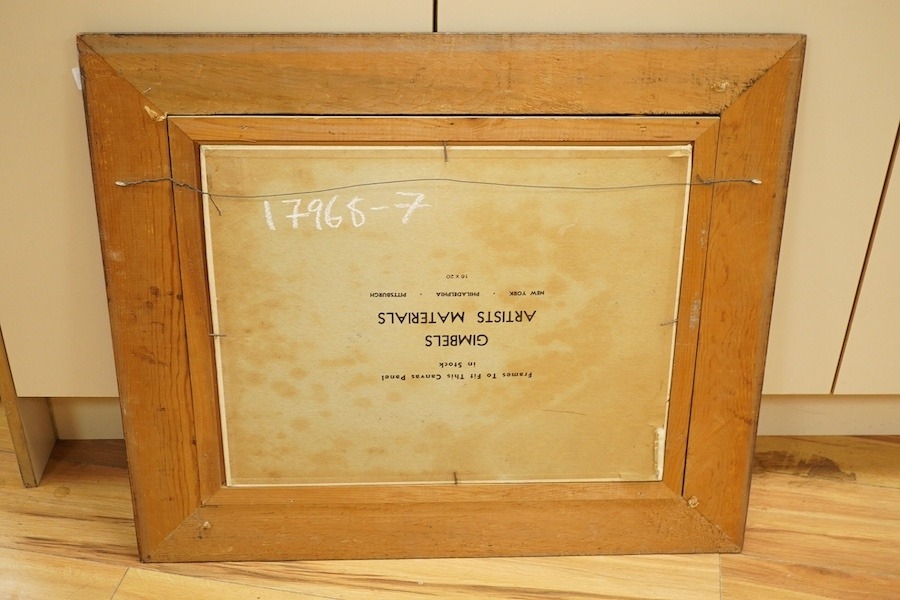 17968-7
Frames To Fit This Canvas Panel
in Stock
GIMBELS
ARTISTS MATERIALS
NEW YORK · PHILADELPHIA · PITTSBURGH
16 x 20